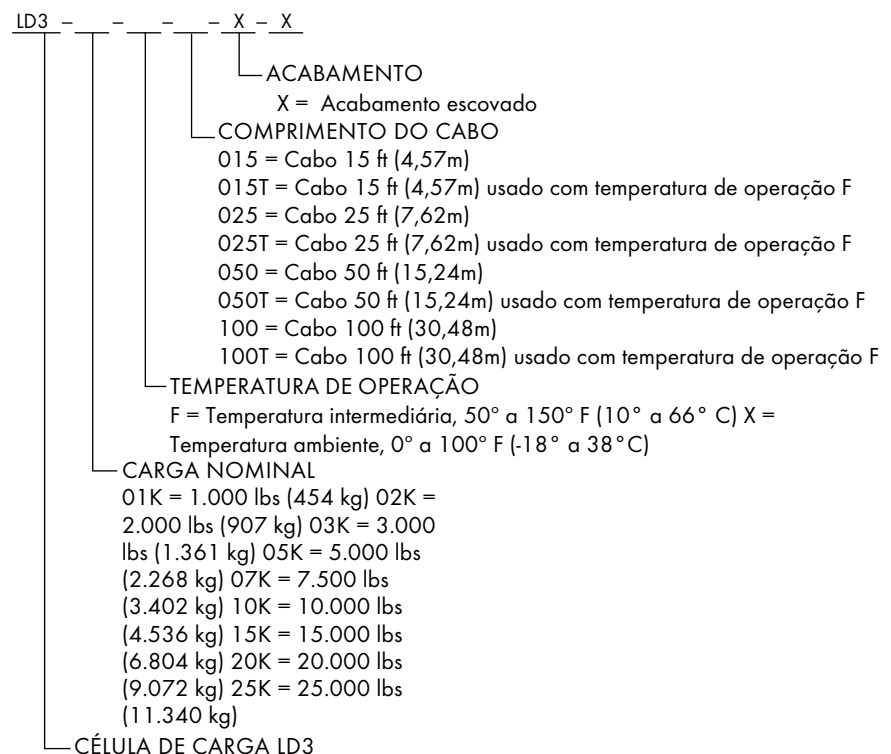 LD3 – – – – X – X
ACABAMENTO
X = Acabamento escovado
COMPRIMENTO DO CABO
015 = Cabo 15 ft (4,57m)
015T = Cabo 15 ft (4,57m) usado com temperatura de operação F
025 = Cabo 25 ft (7,62m)
025T = Cabo 25 ft (7,62m) usado com temperatura de operação F
050 = Cabo 50 ft (15,24m)
050T = Cabo 50 ft (15,24m) usado com temperatura de operação F
100 = Cabo 100 ft (30,48m)
100T = Cabo 100 ft (30,48m) usado com temperatura de operação F
TEMPERATURA DE OPERAÇÃO
F = Temperatura intermediária, 50° a 150° F (10° a 66° C) X =
Temperatura ambiente, 0° a 100° F (-18° a 38°C)
CARGA NOMINAL
01K = 1.000 lbs (454 kg) 02K =
2.000 lbs (907 kg) 03K = 3.000
lbs (1.361 kg) 05K = 5.000 lbs
(2.268 kg) 07K = 7.500 lbs
(3.402 kg) 10K = 10.000 lbs
(4.536 kg) 15K = 15.000 lbs
(6.804 kg) 20K = 20.000 lbs
(9.072 kg) 25K = 25.000 lbs
(11.340 kg)
CÉLULA DE CARGA LD3